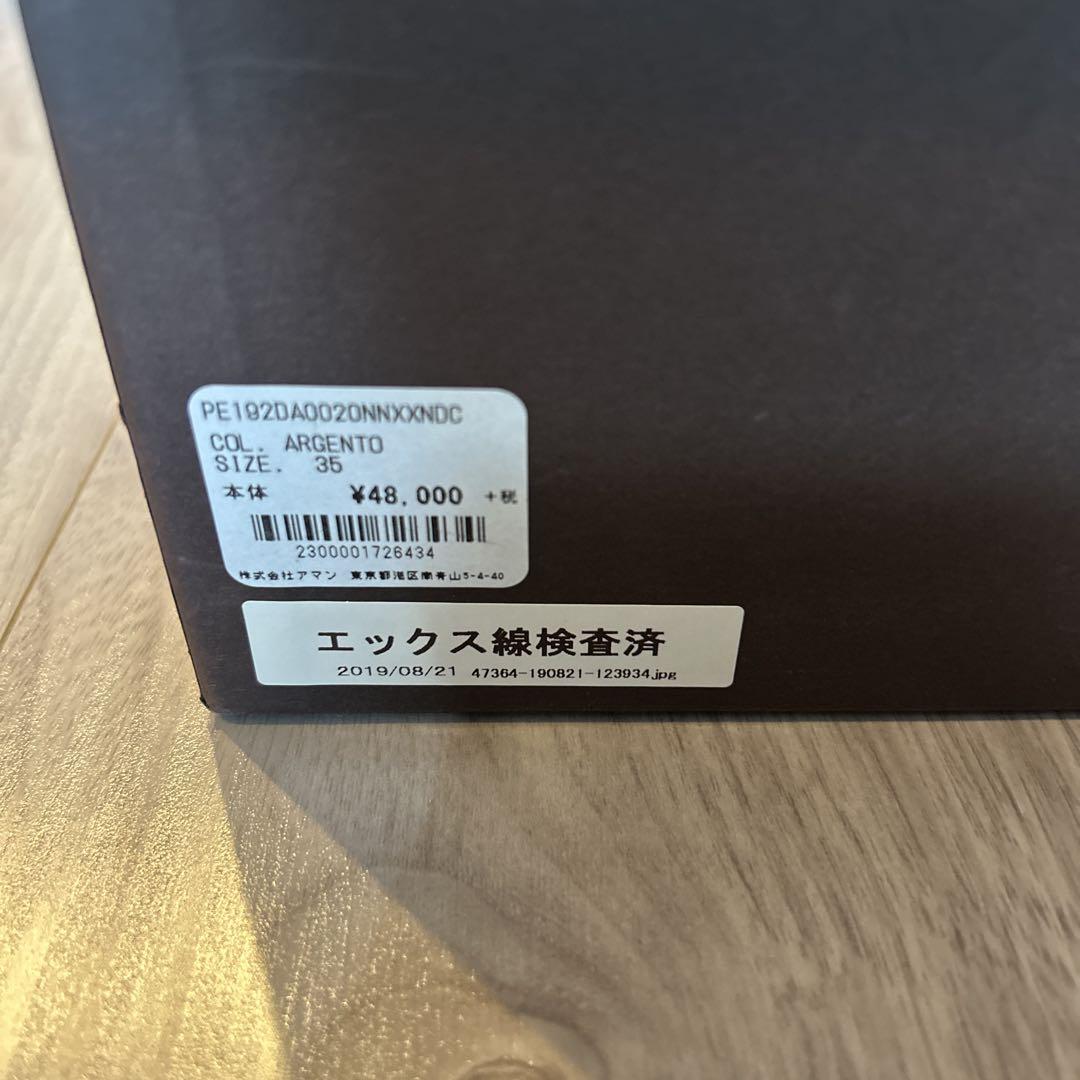 PE192DA0020NNXXNDC
COL. ARGENTO
SIZE. 35
本体 ¥48,000 +税
2300001726434
株式会社アマン 東京都港区南青山5-4-40
エックス線検査済
2019/08/21 47364-190821-123934.jpg